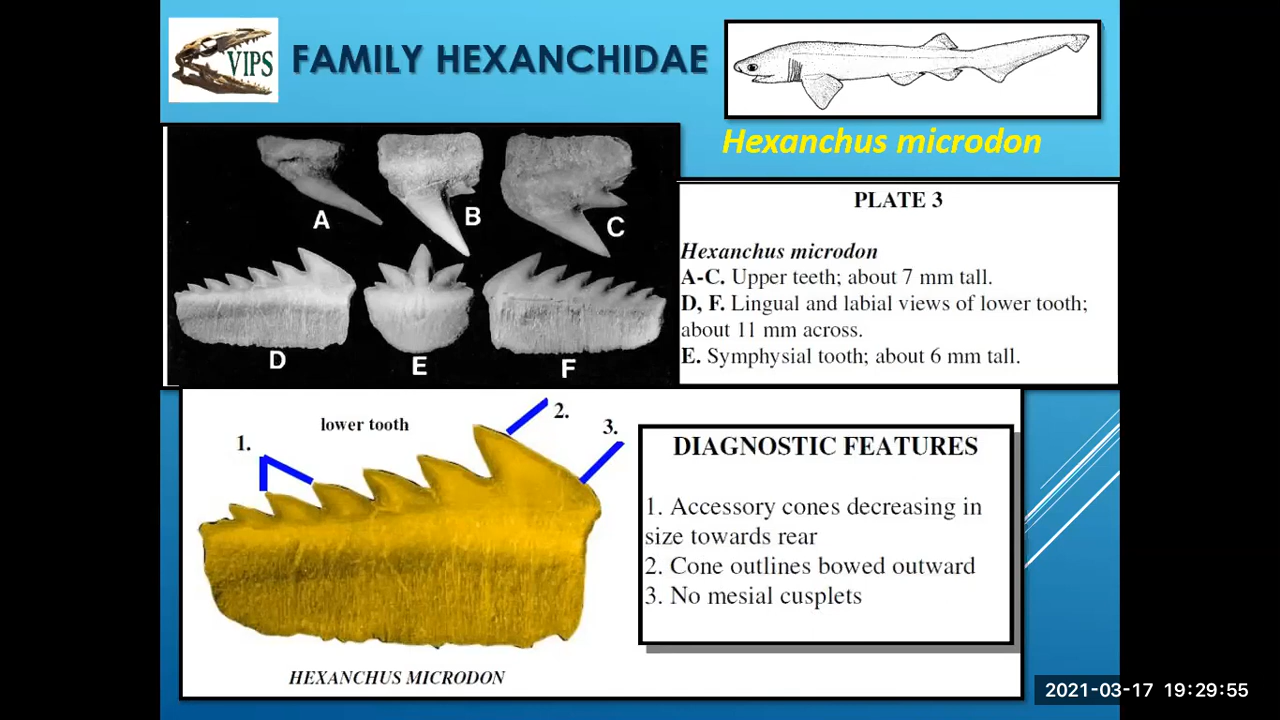 VIPS
FAMILY HEXANCHIDAE
Hexanchus microdon
A
B
C
D
E
F
PLATE 3
Hexanchus microdon
A-C. Upper teeth; about 7 mm tall.
D, F. Lingual and labial views of lower tooth;
about 11 mm across.
E. Symphysial tooth; about 6 mm tall.
1.
lower tooth
2.
3.
HEXANCHUS MICRODON
DIAGNOSTIC FEATURES
1. Accessory cones decreasing in
size towards rear
2. Cone outlines bowed outward
3. No mesial cusplets
2021-03-17 19:29:55